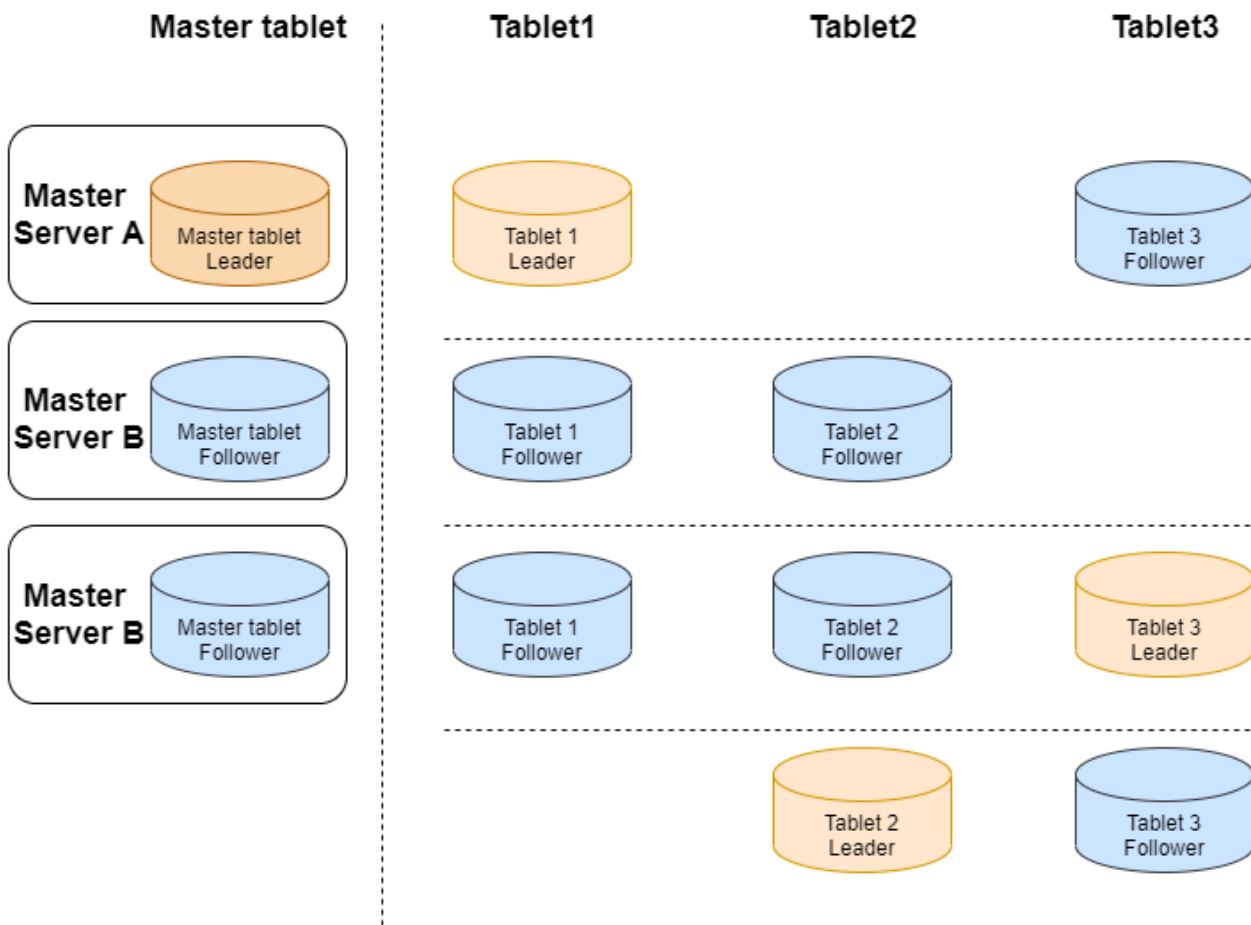 Master tablet
Tablet1
Tablet2
Tablet3
Master
Server A
Master tablet
Leader
Tablet 1
Leader
Tablet 3
Follower
Master
Server B
Master tablet
Follower
Tablet 1
Follower
Tablet 2
Follower
Master
Server B
Master tablet
Follower
Tablet 1
Follower
Tablet 2
Follower
Tablet 3
Leader
Tablet 2
Leader
Tablet 3
Follower